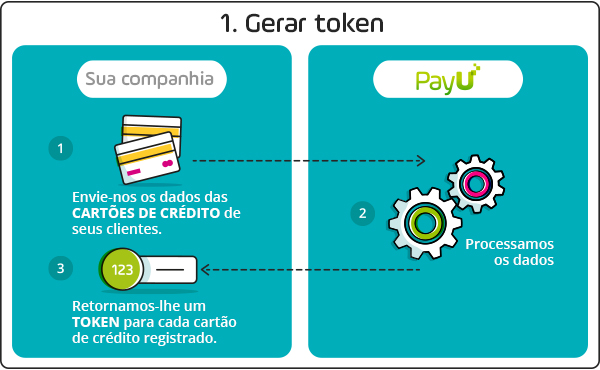 1. Gerar token
Sua companhia
PayU
1
Envie-nos os dados das
CARTÕES DE CRÉDITO de
seus clientes.
2
Processamos
os dados
3
123
Retornamos-lhe um
TOKEN para cada cartão
de crédito registrado.